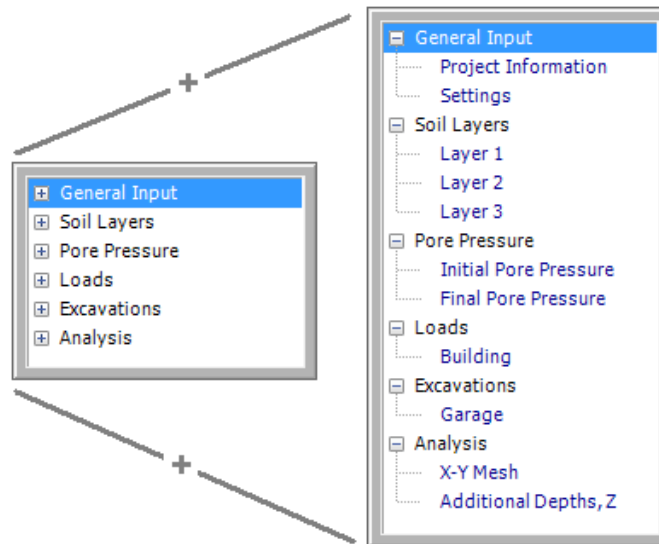 General Input
Soil Layers
Pore Pressure
Loads
Excavations
Analysis
General Input
Project Information
Settings
Soil Layers
Layer 1
Layer 2
Layer 3
Pore Pressure
Initial Pore Pressure
Final Pore Pressure
Loads
Building
Excavations
Garage
Analysis
X-Y Mesh
Additional Depths, Z